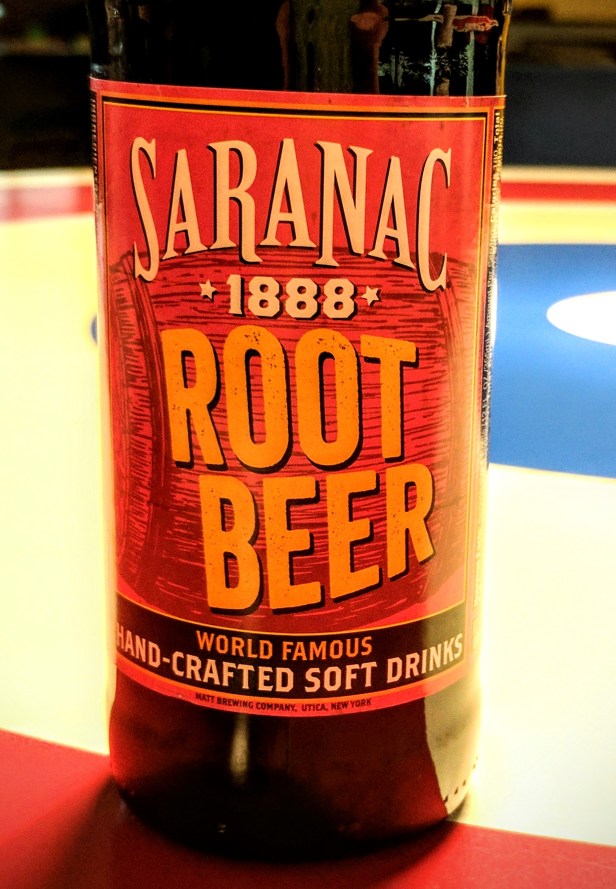 SARANAC
1888
ROOT
BEER
WORLD FAMOUS
HAND-CRAFTED SOFT DRINKS
MATT BREWING COMPANY, UTICA, NEW YORK